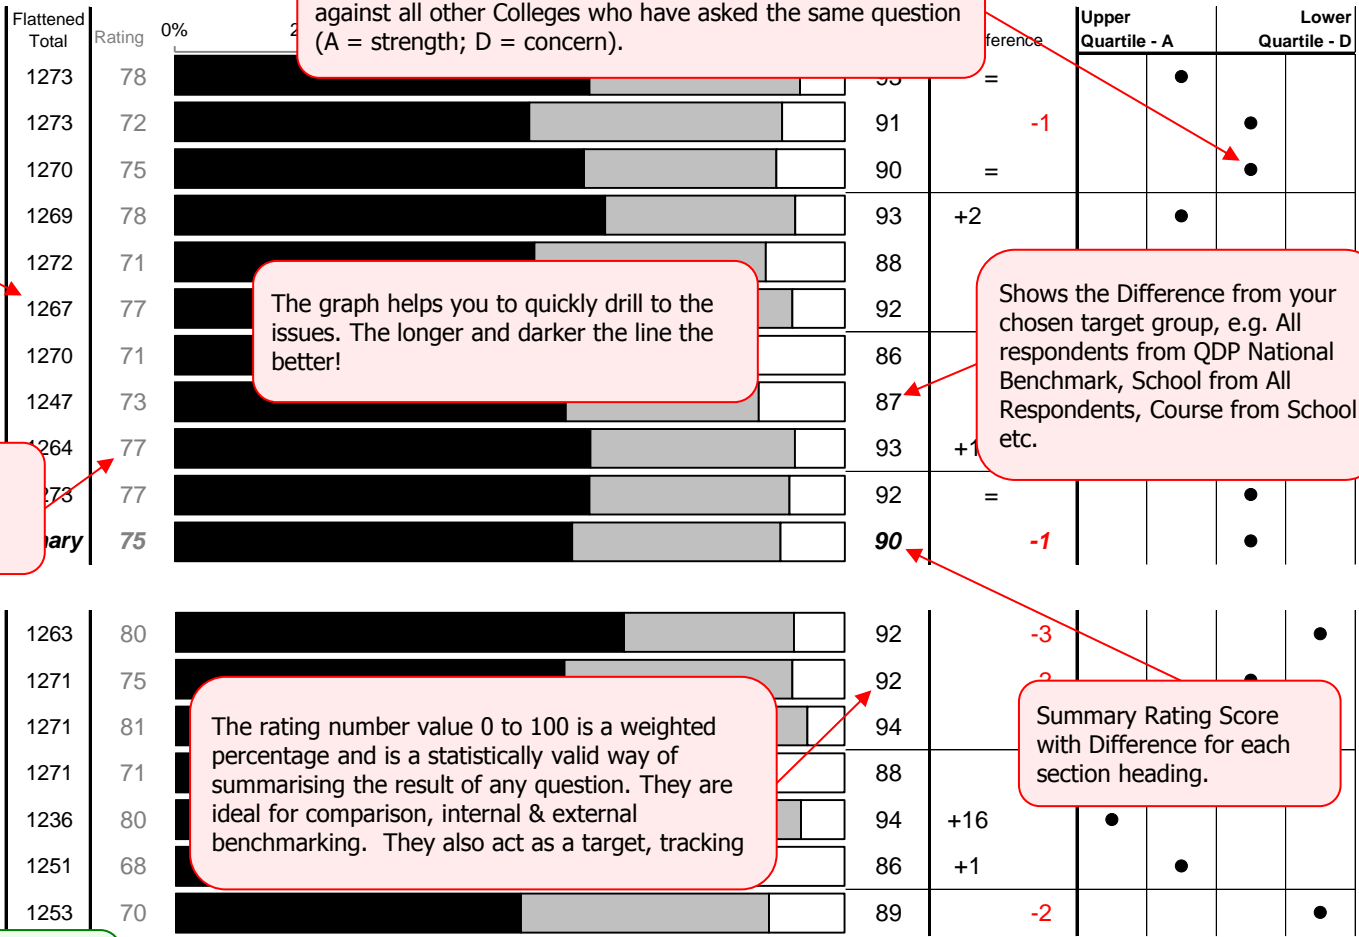 against all other Colleges who have asked the same question
(A = strength; D = concern).
Flattened Total Rating 0% Upper Quartile - A Lower Quartile - D
1273 78 =
1273 72 91 -1
1270 75 90 =
1269 78 93 +2
1272 71 88
1267 77 92
1270 71 86
1247 73 87
77 93
77 92 =
75 90 -1
The graph helps you to quickly drill to the
issues. The longer and darker the line the
better!
Shows the Difference from your
chosen target group, e.g. All
respondents from QDP National
Benchmark, School from All
Respondents, Course from School
etc.
1263 80 92 -3
1271 75 92
1271 81 94
1271 71 88
1236 80 94 +16
1251 68 86 +1
1253 70 89 -2
The rating number value 0 to 100 is a weighted
percentage and is a statistically valid way of
summarising the result of any question. They are
ideal for comparison, internal & external
benchmarking. They also act as a target, tracking
Summary Rating Score
with Difference for each
section heading.